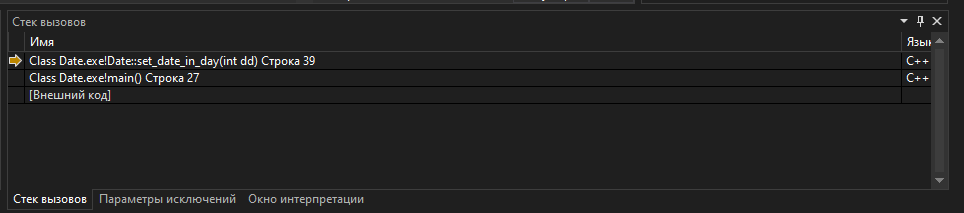 Стек вызовов
Имя Язык
Class Date.exe!Date::set_date_in_day(int dd) Строка 39 C++
Class Date.exe!main() Строка 27 C++
[Внешний код]
Стек вызовов Параметры исключений Окно интерпретации